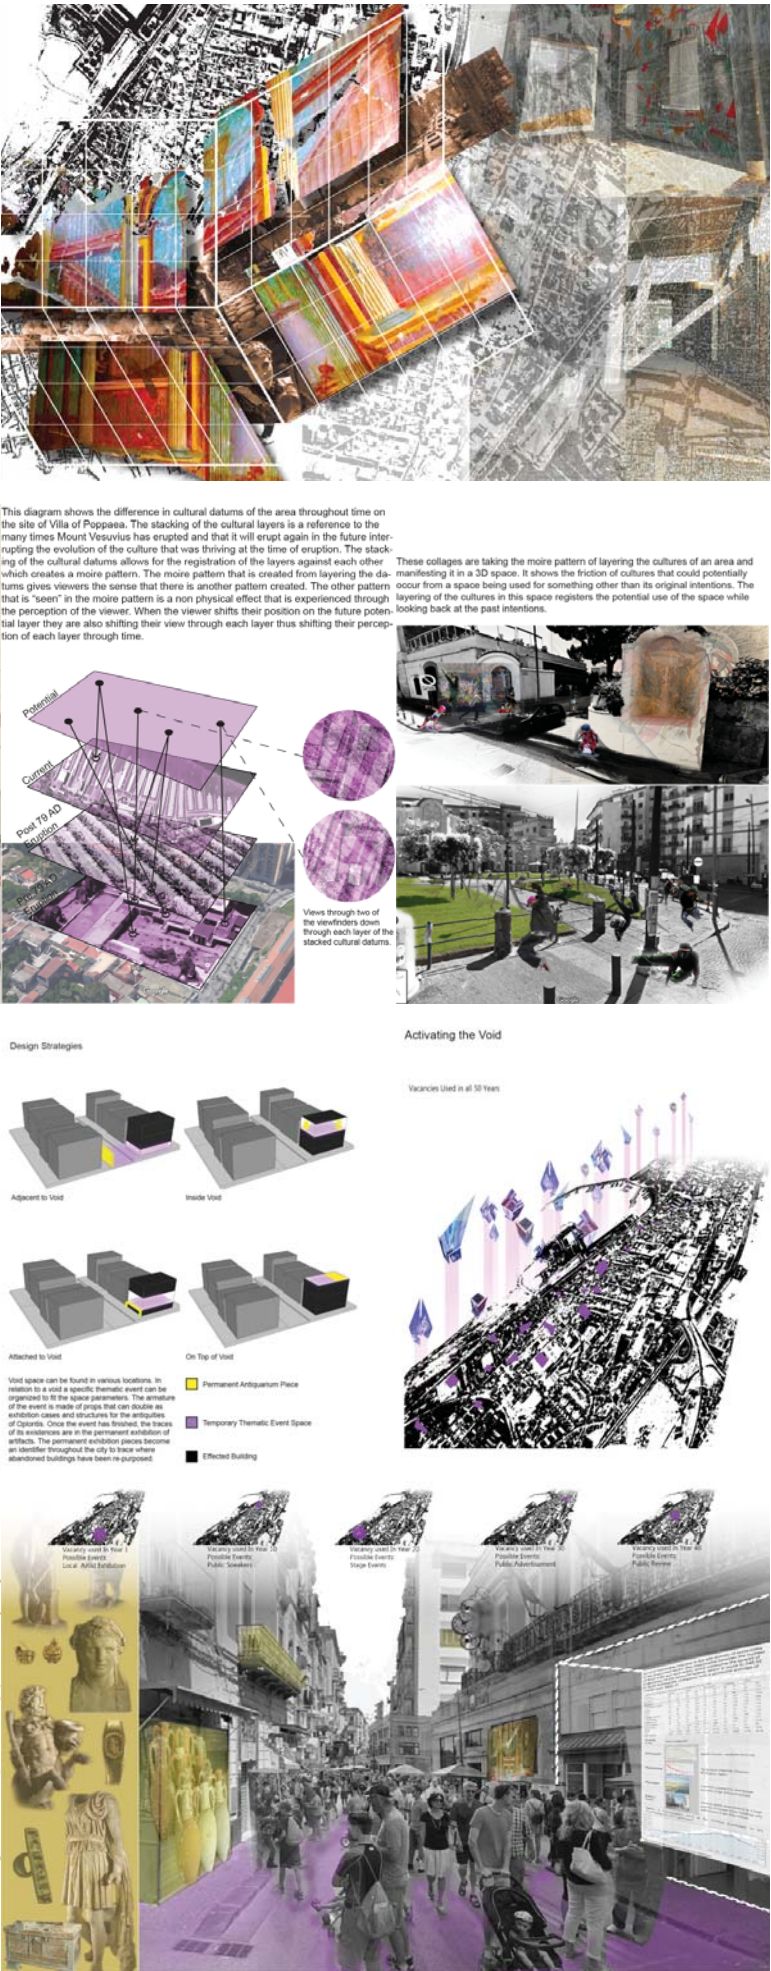 This diagram shows the difference in cultural datums of the area throughout time on
the site of Villa of Poppaea. The stacking of the cultural layers is a reference to the
many times Mount Vesuvius has erupted and that it will erupt again in the future inter-
rupting the evolution of the culture that was thriving at the time of eruption. The stack-
ing of the cultural datums allows for the registration of the layers against each other
which creates a moire pattern. The moire pattern that is created from layering the da-
tums gives viewers the sense that there is another pattern created. The other pattern
that is "seen" in the moire pattern is a non physical effect that is experienced through
the perception of the viewer. When the viewer shifts their position on the future poten-
tial layer they are also shifting their view through each layer thus shifting their percep-
tion of each layer through time.
These collages are taking the moire pattern of layering the cultures of an area and
manifesting it in a 3D space. It shows the friction of cultures that could potentially
occur from a space being used for something other than its original intentions. The
layering of the cultures in this space registers the potential use of the space while
looking back at the past intentions.
Potential
Current
Post 79 AD
Eruption
Pre 79 AD
Eruption
Google
Views through two of
the viewfinders down
through each layer of the
stacked cultural datums.
Design Strategies
Adjacent to Void
Inside Void
Attached to Void
On Top of Void
Void space can be found in various locations. In
relation to a void a specific thematic event can be
organized to fit the space parameters. The armature
of the event is made of props that can double as
exhibition cases and structures for the antiquities
of Oplontis. Once the event has finished, the traces
of its existences are in the permanent exhibition of
artifacts. The permanent exhibition pieces become
an identifier throughout the city to trace where
abandoned buildings have been re-purposed.
Permanent Antiquarium Piece
Temporary Thematic Event Space
Effected Building
Activating the Void
Vacancies Used in all 50 Years
Vacancy used in Year 1
Possible Events:
Local Artist Exhibition
Vacancy used in Year 10
Possible Events:
Public Speakers
Vacancy used in Year 20
Possible Events:
Stage Events
Vacancy used in Year 30
Possible Events:
Public Advertisement
Vacancy used in Year 40
Possible Events:
Public Review